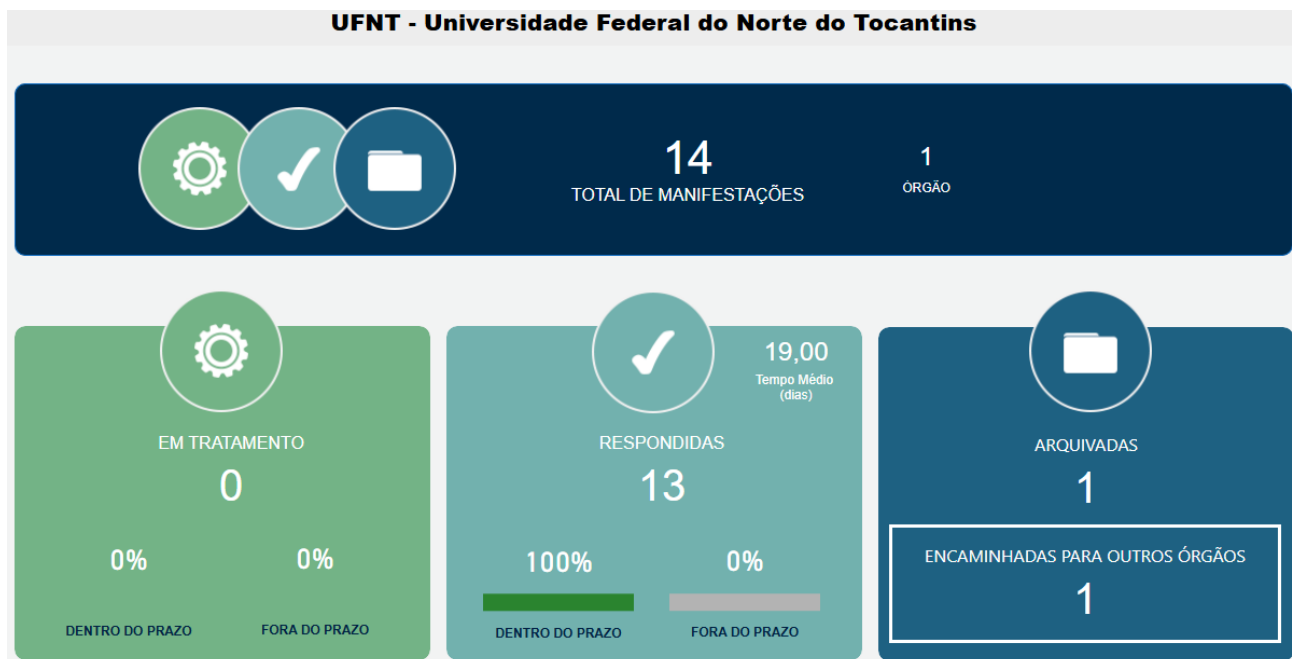 UFNT - Universidade Federal do Norte do Tocantins
14
TOTAL DE MANIFESTAÇÕES
1
ÓRGÃO
EM TRATAMENTO
0
0%
0%
DENTRO DO PRAZO
FORA DO PRAZO
19,00
Tempo Médio
(dias)
RESPONDIDAS
13
100%
0%
DENTRO DO PRAZO
FORA DO PRAZO
ARQUIVADAS
1
ENCAMINHADAS PARA OUTROS ÓRGÃOS
1